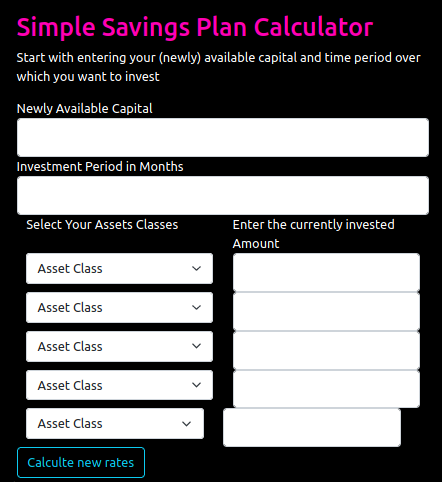 Simple Savings Plan Calculator
Start with entering your (newly) available capital and time period over
which you want to invest
Newly Available Capital
Investment Period in Months
Select Your Assets Classes
Enter the currently invested
Amount
Asset Class
Asset Class
Asset Class
Asset Class
Asset Class
Calculte new rates